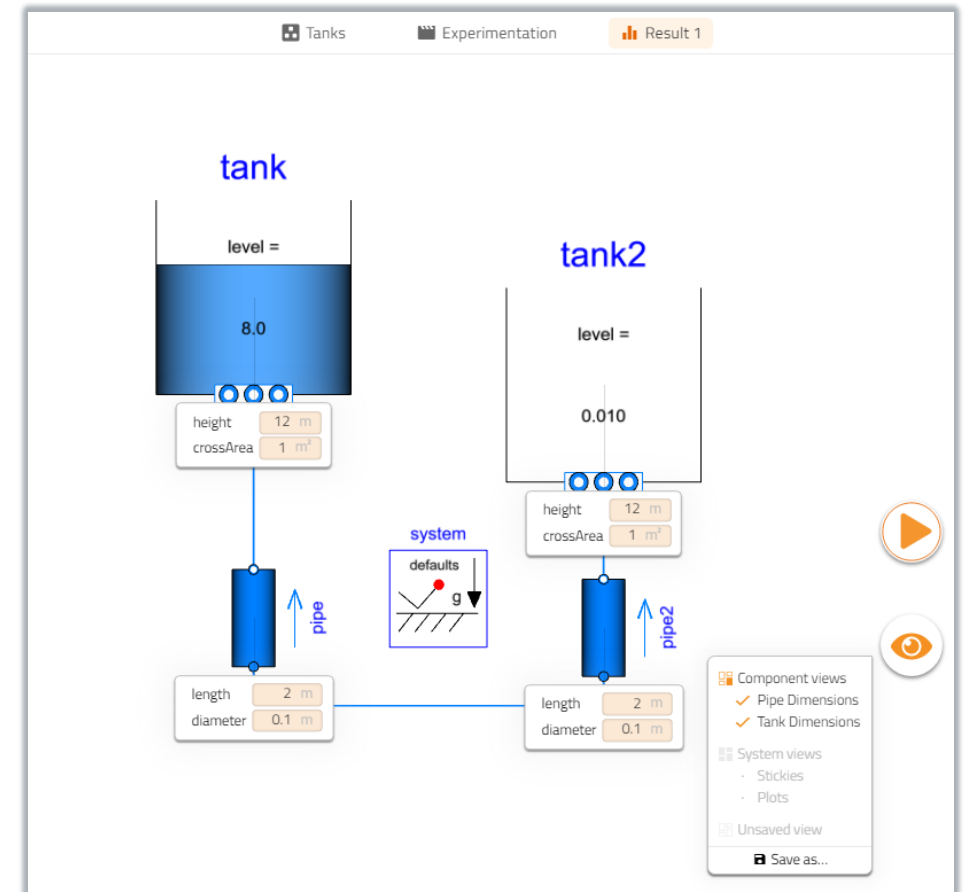 Tanks Experimentation Result 1
tank
level =
8.0
height 12 m
crossArea 1 m²
tank2
level =
0.010
height 12 m
crossArea 1 m²
system
defaults
g
pipe
pipe2
length 2 m
diameter 0.1 m
length 2 m
diameter 0.1 m
Component views
Pipe Dimensions
Tank Dimensions
System views
· Stickies
· Plots
Unsaved view
Save as...